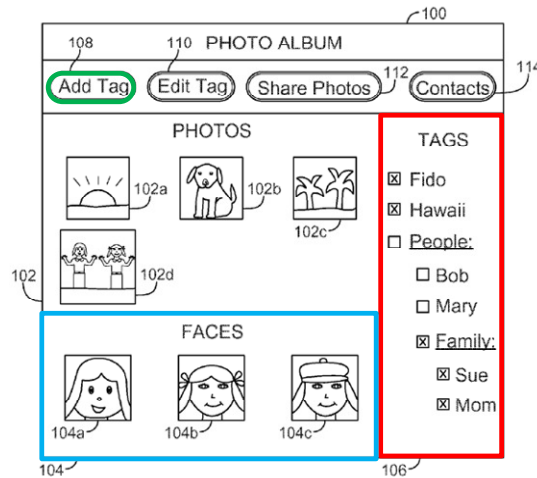 100
PHOTO ALBUM
108
110
112
114
Add Tag
Edit Tag
Share Photos
Contacts
PHOTOS
102a
102b
102c
102d
102
FACES
104a
104b
104c
104
TAGS
Fido
Hawaii
People:
Bob
Mary
Family:
Sue
Mom
106